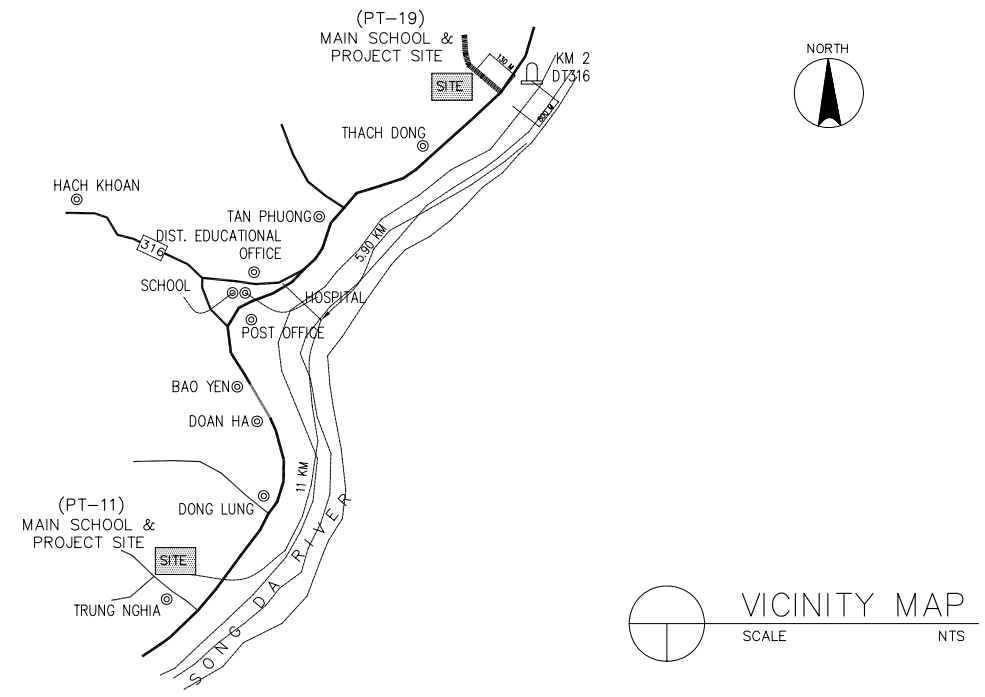 (PT-19)
MAIN SCHOOL &
PROJECT SITE
SITE
130 M
KM 2
DT316
800 M
NORTH
THACH DONG
HACH KHOAN
TAN PHUONG
316
DIST. EDUCATIONAL
OFFICE
5.90 KM
SCHOOL
HOSPITAL
POST OFFICE
BAO YEN
DOAN HA
11 KM
DONG LUNG
(PT-11)
MAIN SCHOOL &
PROJECT SITE
SITE
TRUNG NGHIA
SONG DA RIVER
VICINITY MAP
SCALE NTS